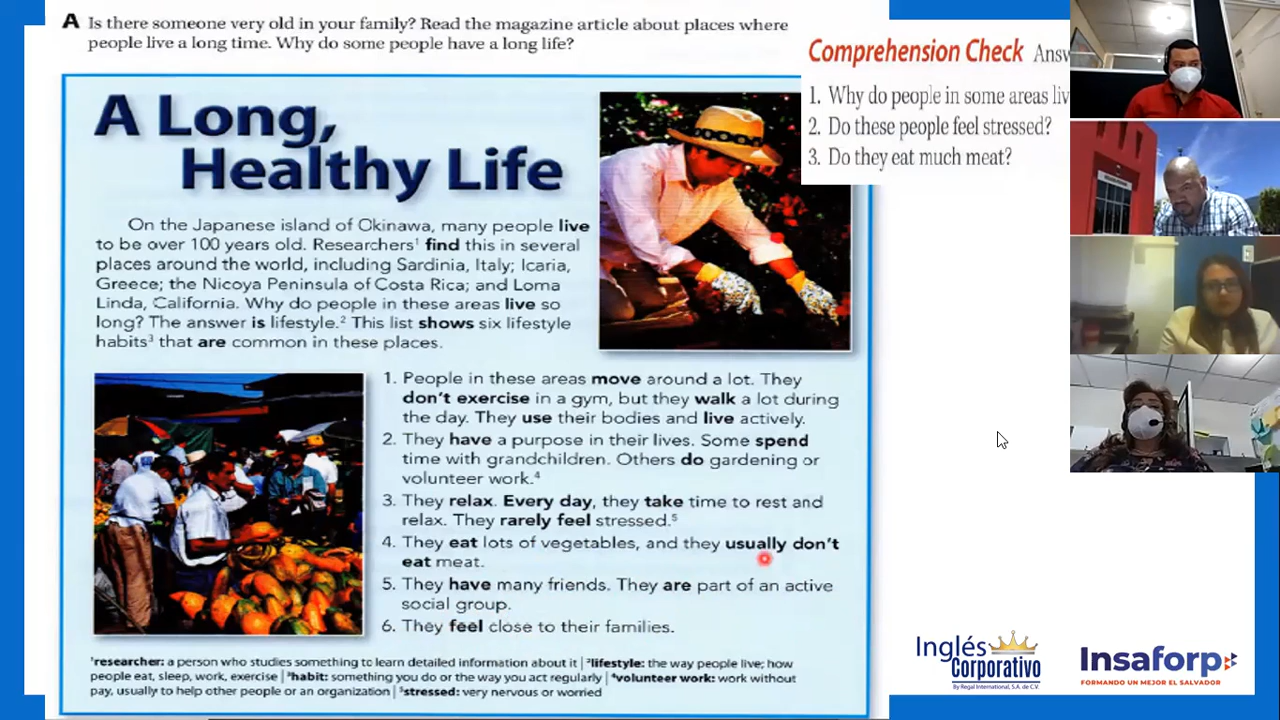 A Is there someone very old in your family? Read the magazine article about places where
people live a long time. Why do some people have a long life?
Comprehension Check
1. Why do people in some areas
2. Do these people feel stressed?
3. Do they eat much meat?
A Long,
Healthy Life
On the Japanese island of Okinawa, many people live
to be over 100 years old. Researchers¹ find this in several
places around the world, including Sardinia, Italy; Icaria,
Greece; the Nicoya Peninsula of Costa Rica; and Loma
Linda, California. Why do people in these areas live so
long? The answer is lifestyle.² This list shows six lifestyle
habits³ that are common in these places.
1. People in these areas move around a lot. They
don't exercise in a gym, but they walk a lot during
the day. They use their bodies and live actively.
2. They have a purpose in their lives. Some spend
time with grandchildren. Others do gardening or
volunteer work.⁴
3. They relax. Every day, they take time to rest and
relax. They rarely feel stressed.⁵
4. They eat lots of vegetables, and they usually don't
eat meat.
5. They have many friends. They are part of an active
social group.
6. They feel close to their families.
¹researcher: a person who studies something to learn detailed information about it | ²lifestyle: the way people live; how
people eat, sleep, work, exercise | ³habit: something you do or the way you act regularly | ⁴volunteer work: work without
pay, usually to help other people or an organization | ⁵stressed: very nervous or worried
Inglés
Corporativo
By Regal International, S.A. de C.V.
Insaforp
FORMANDO UN MEJOR EL SALVADOR